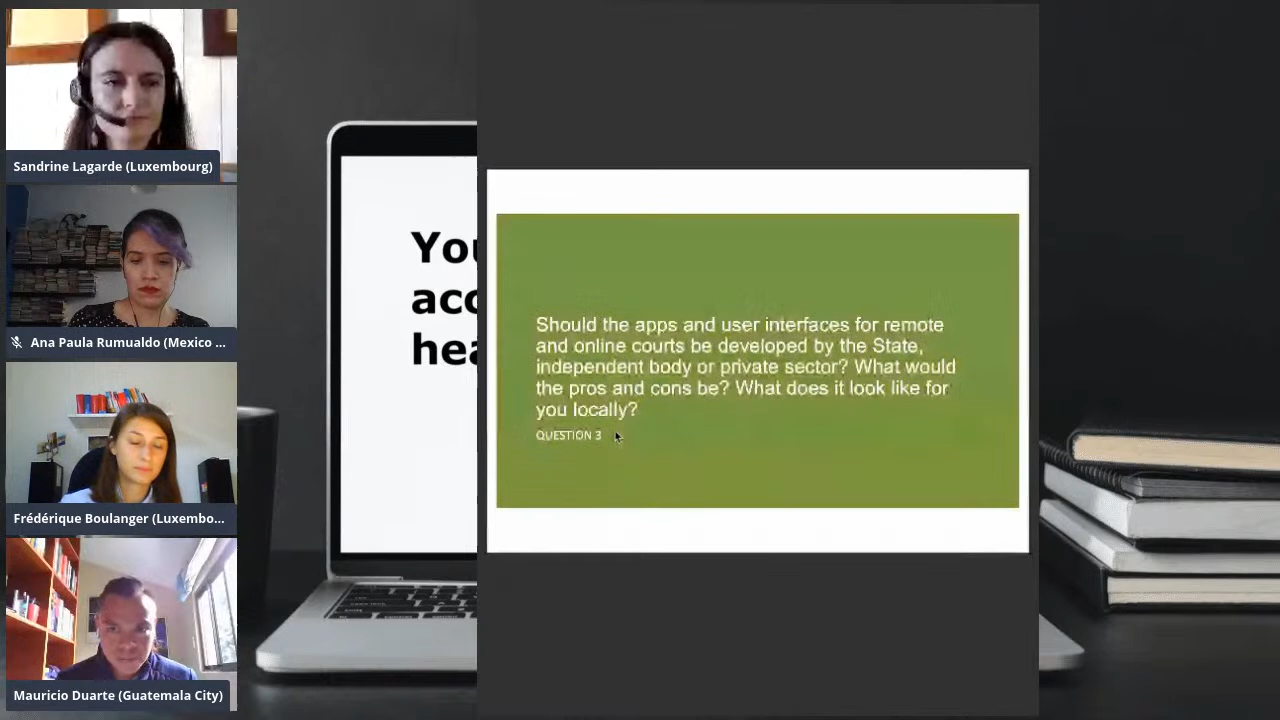 Sandrine Lagarde (Luxembourg)
Ana Paula Rumualdo (Mexico ...
Frédérique Boulanger (Luxembo...
Mauricio Duarte (Guatemala City)
You
acc
hea
Should the apps and user interfaces for remote
and online courts be developed by the State,
independent body or private sector? What would
the pros and cons be? What does it look like for
you locally?
QUESTION 3